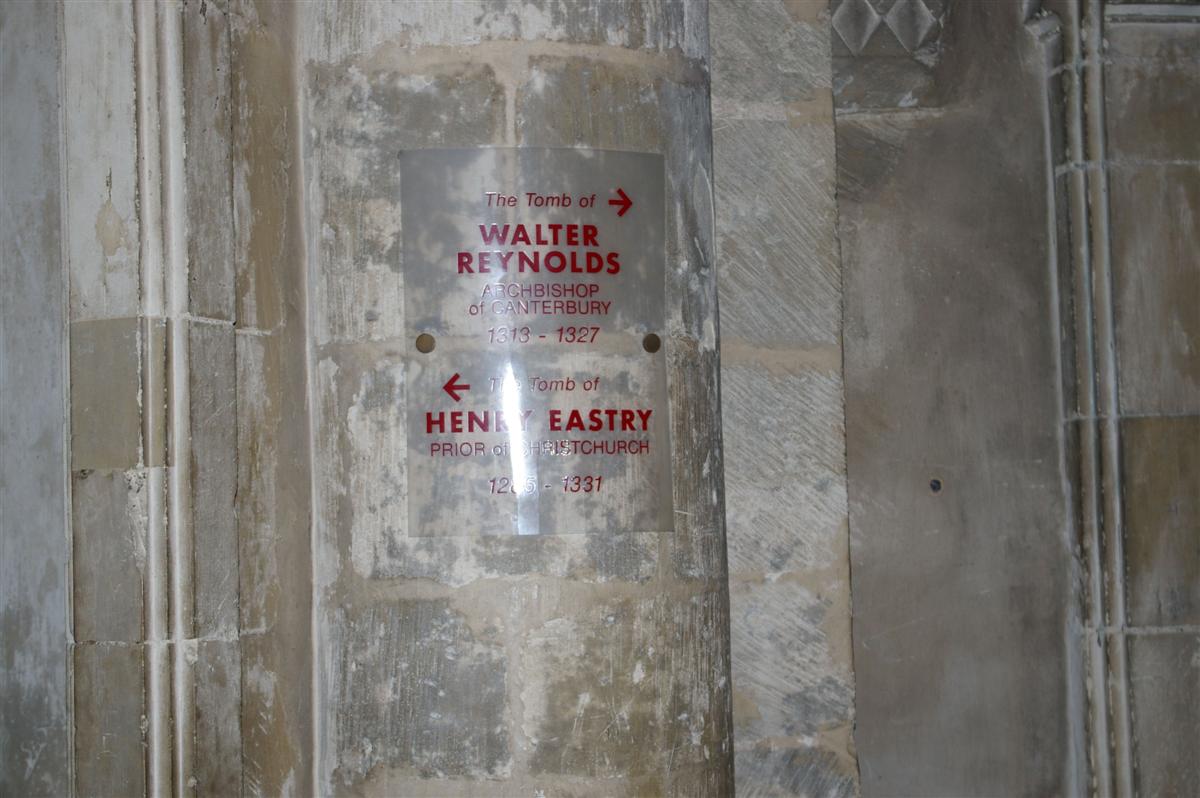 The Tomb of →
WALTER
REYNOLDS
ARCHBISHOP
of CANTERBURY
1313 - 1327
← The Tomb of
HENRY EASTRY
PRIOR of CHRISTCHURCH
1285 - 1331